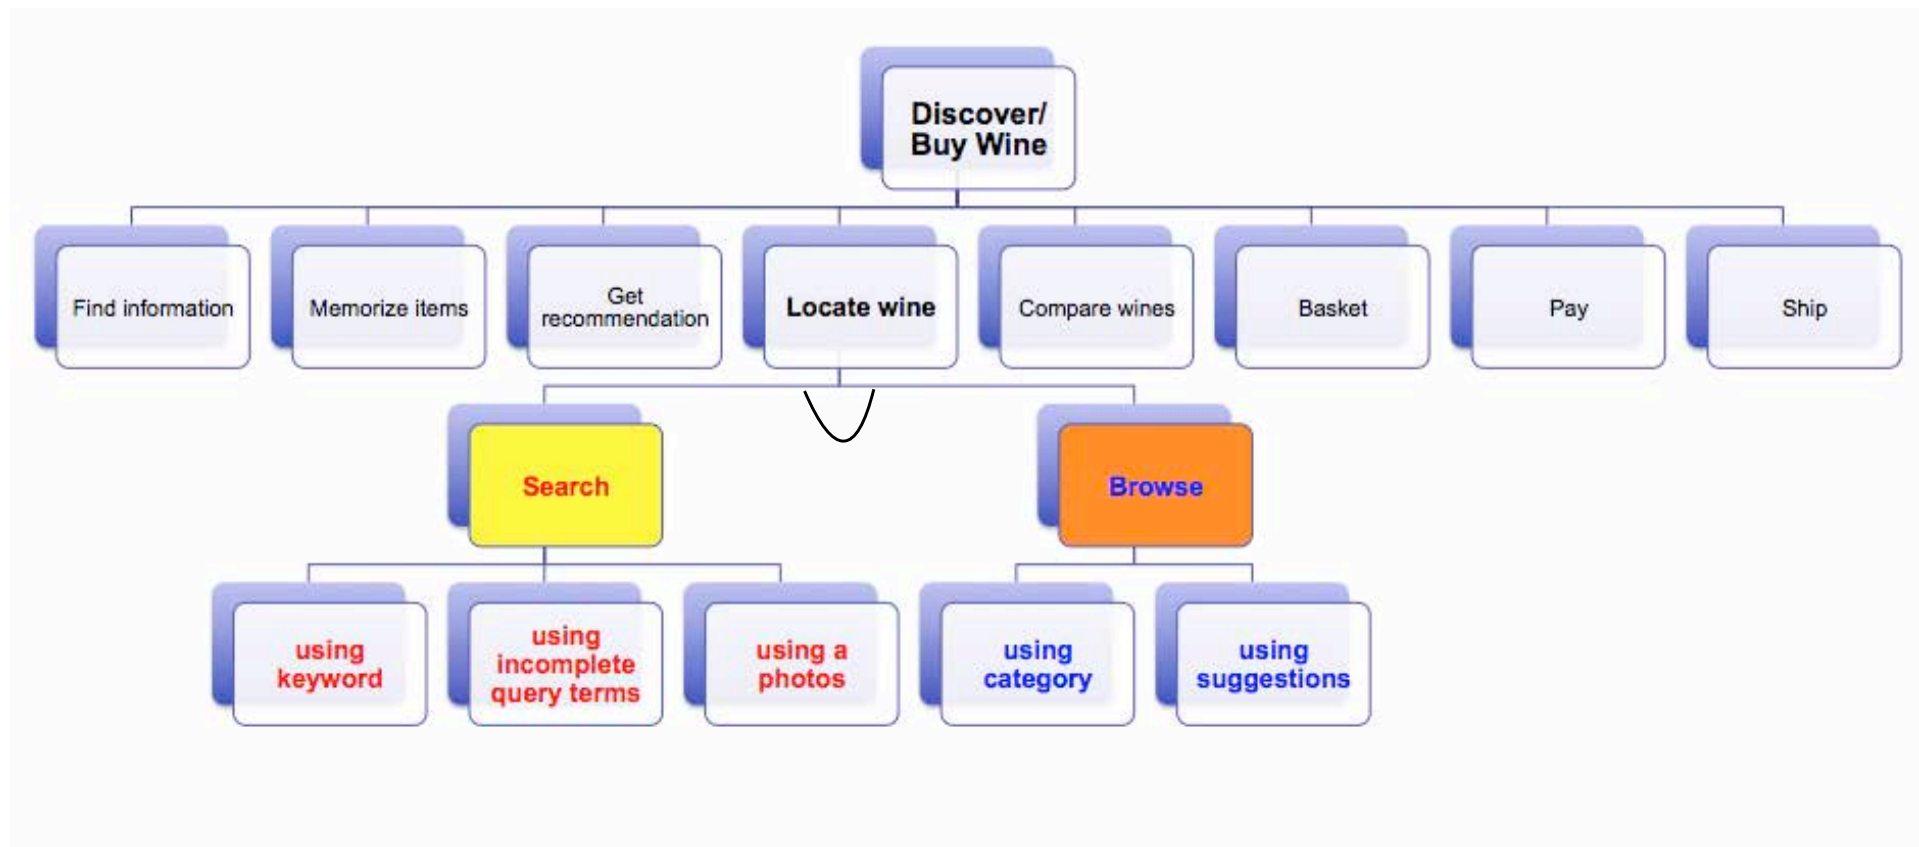 Discover/
Buy Wine
Find information
Memorize items
Get
recommendation
Locate wine
Compare wines
Basket
Pay
Ship
Search
Browse
using
keyword
using
incomplete
query terms
using a
photos
using
category
using
suggestions